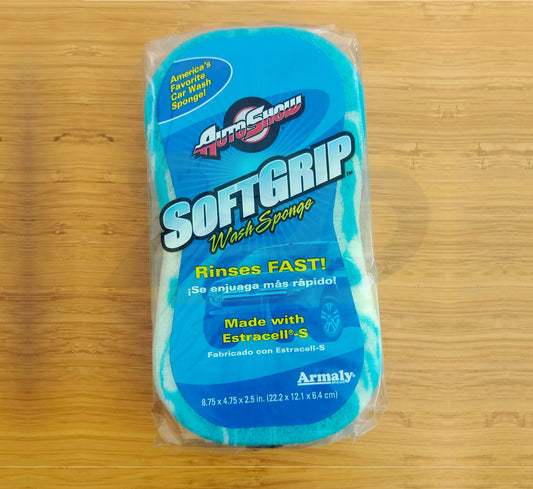 America's
Favorite
Car Wash
Sponge!
AUTOSHOW
SOFTGRIP™
Wash Sponge
Rinses FAST!
¡Se enjuaga más rápido!
Made with
Estracell®-S
Fabricado con Estracell-S
Armaly®
8.75 x 4.75 x 2.5 in. (22.2 x 12.1 x 6.4 cm)